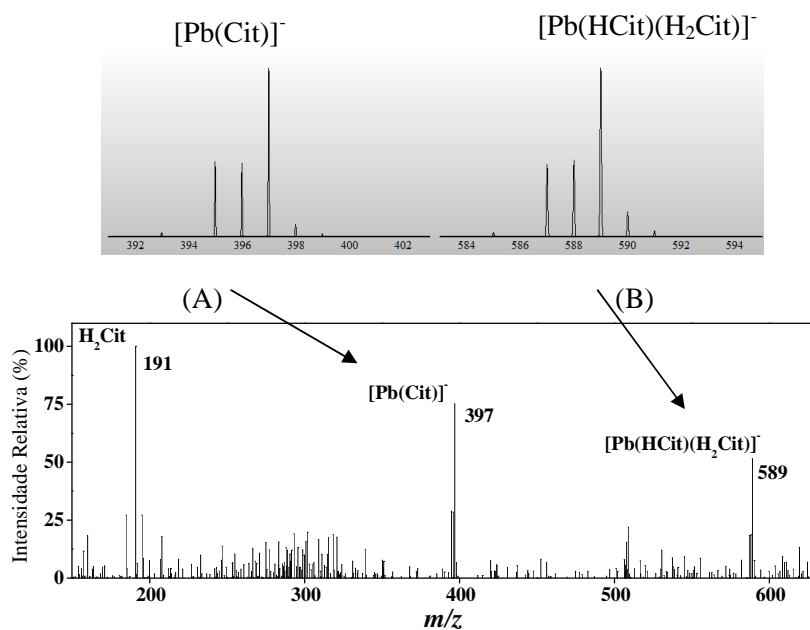 [Pb(Cit)]⁻ [Pb(HCit)(H₂Cit)]⁻
392 394 396 398 400 402 584 586 588 590 592 594
(A) (B)
H₂Cit
100
191
[Pb(Cit)]⁻
75
397
[Pb(HCit)(H₂Cit)]⁻
50
589
25
0
200 300 400 500 600
m/z
Intensidade Relativa (%)